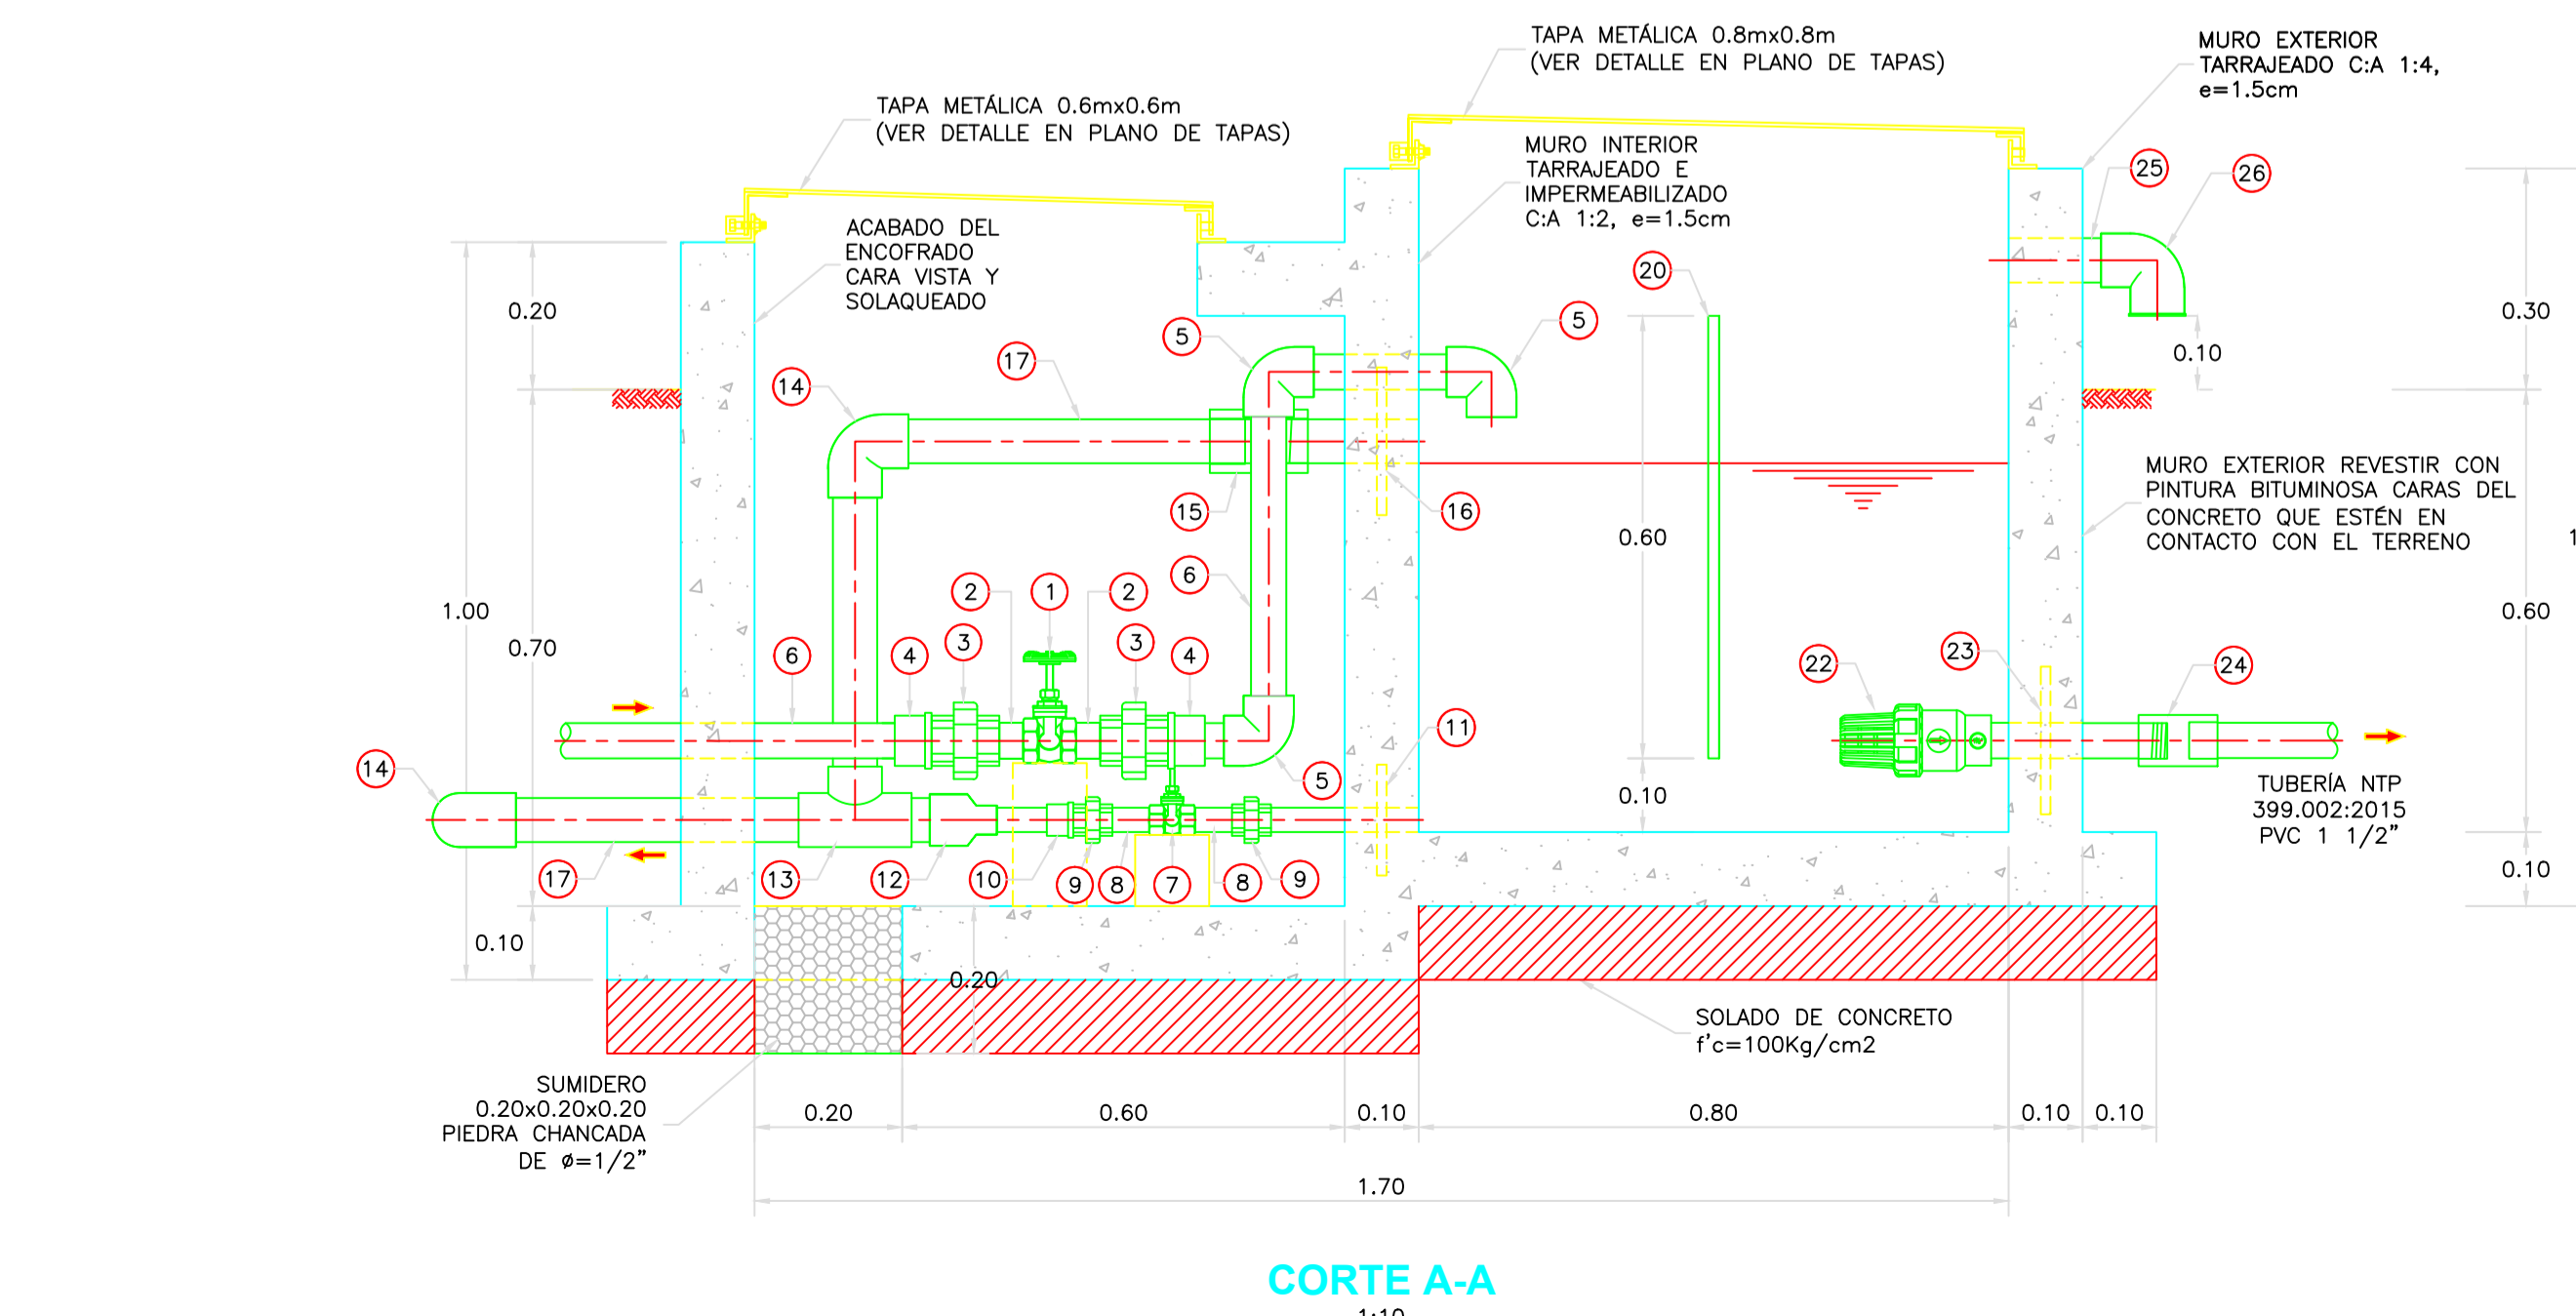 TAPA METÁLICA 0.8mx0.8m
(VER DETALLE EN PLANO DE TAPAS)
MURO EXTERIOR
TARRAJEADO C:A 1:4,
e=1.5cm
TAPA METÁLICA 0.6mx0.6m
(VER DETALLE EN PLANO DE TAPAS)
MURO INTERIOR
TARRAJEADO E
IMPERMEABILIZADO
C:A 1:2, e=1.5cm
25
26
ACABADO DEL
ENCOFRADO
CARA VISTA Y
SOLAQUEADO
20
0.20
5
5
0.30
0.10
17
14
MURO EXTERIOR REVESTIR CON
PINTURA BITUMINOSA CARAS DEL
CONCRETO QUE ESTÉN EN
CONTACTO CON EL TERRENO
15
16
0.60
6
2
1
2
1.00
0.60
0.70
6
4
3
3
4
22
23
24
11
14
5
0.10
TUBERÍA NTP
399.002:2015
PVC 1 1/2"
17
13
12
10
9
8
7
8
9
0.10
0.10
0.20
SOLADO DE CONCRETO
f'c=100Kg/cm2
SUMIDERO
0.20x0.20x0.20
PIEDRA CHANCADA
DE ø=1/2"
0.20
0.60
0.10
0.80
0.10
0.10
1.70
CORTE A-A
1:10